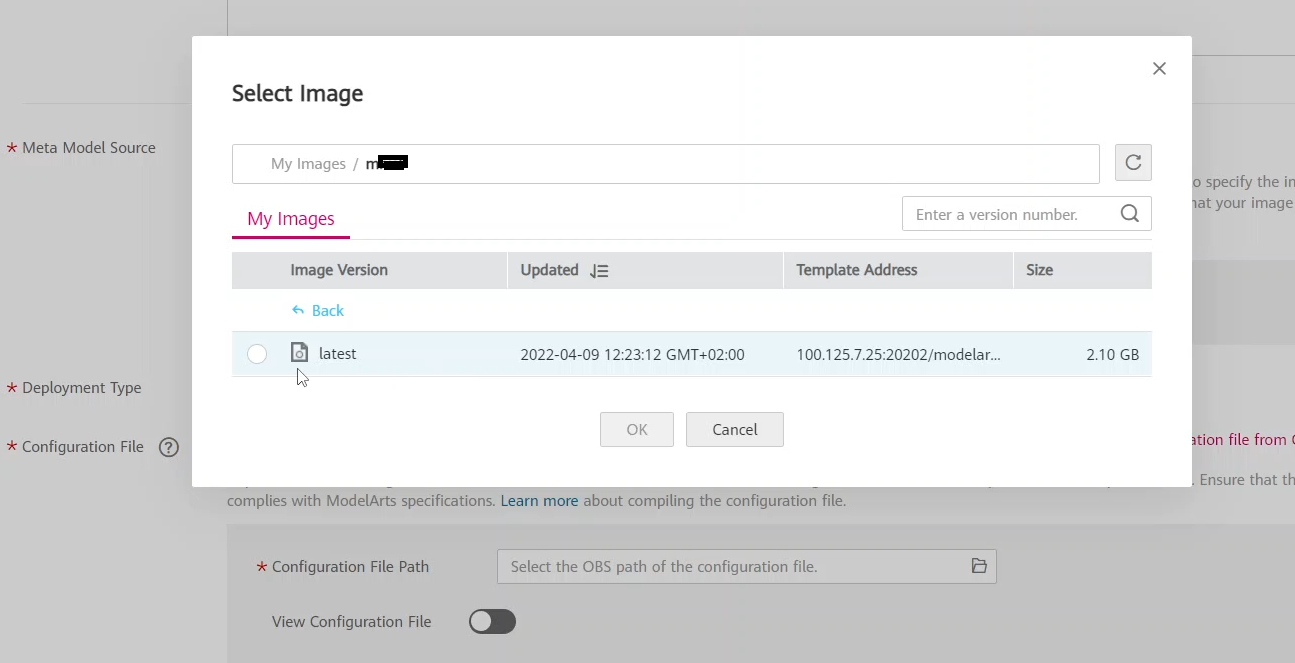 Select Image
* Meta Model Source
My Images /
o specify the in
hat your image
My Images
Enter a version number.
Image Version Updated Template Address Size
Back
latest 2022-04-09 12:23:12 GMT+02:00 100.125.7.25:20202/modelar... 2.10 GB
* Deployment Type
OK Cancel
* Configuration File ?
ation file from
. Ensure that th
complies with ModelArts specifications. Learn more about compiling the configuration file.
* Configuration File Path Select the OBS path of the configuration file.
View Configuration File